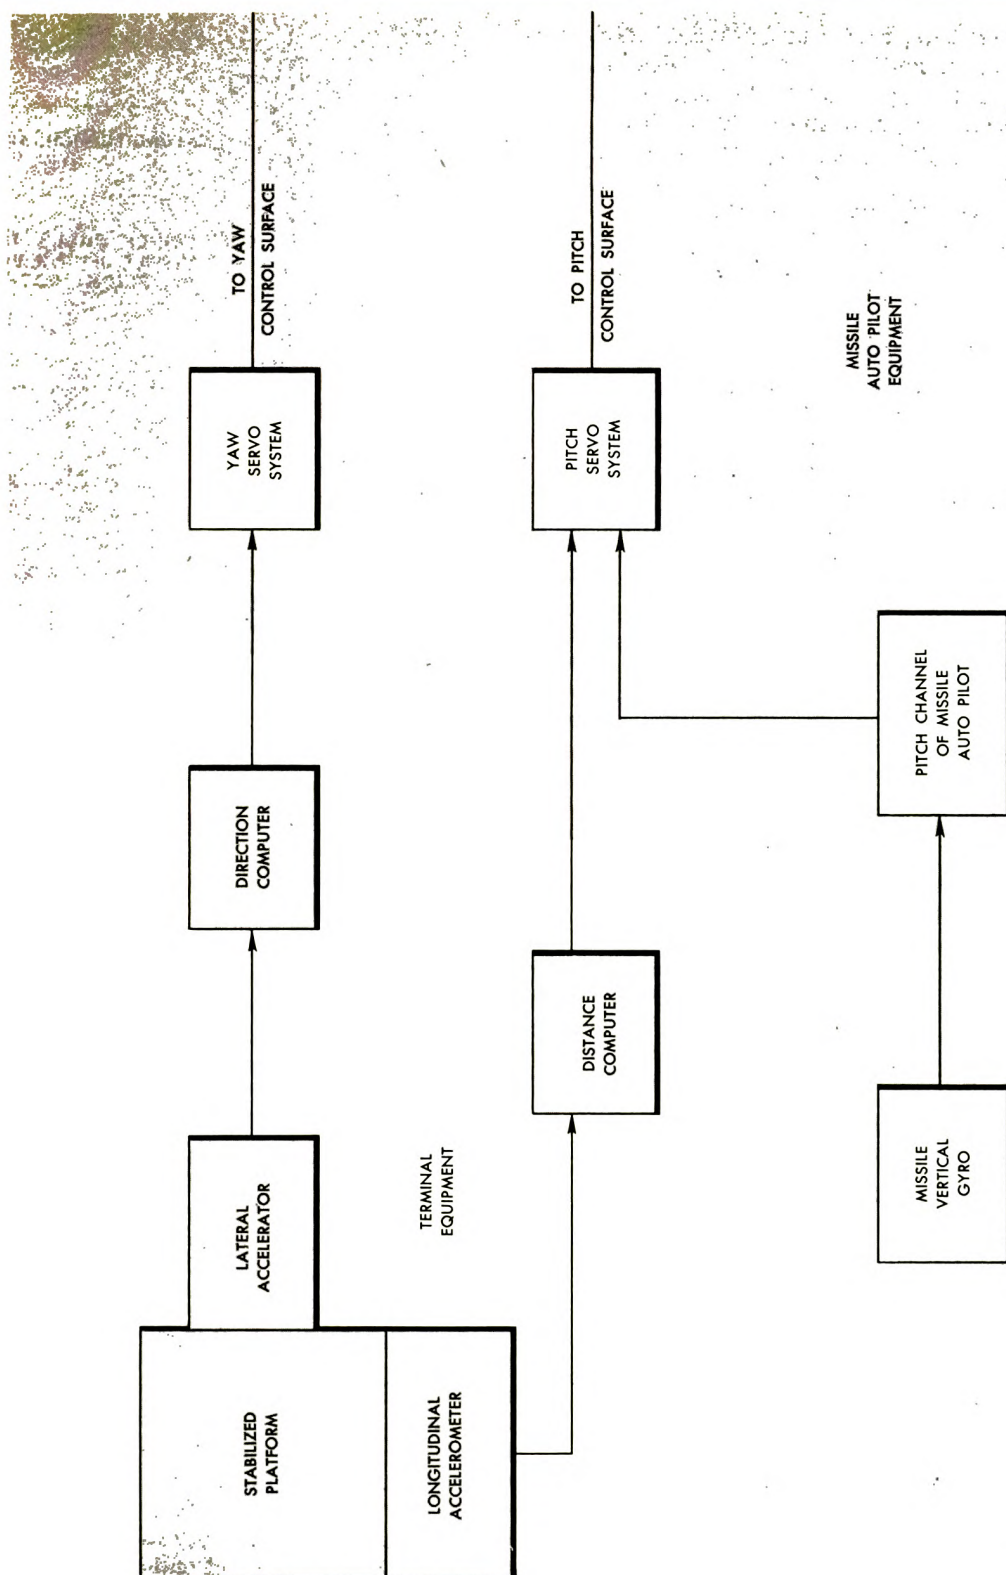 STABILIZED
PLATFORM
LATERAL
ACCELERATOR
DIRECTION
COMPUTER
YAW
SERVO
SYSTEM
TO YAW
CONTROL SURFACE
LONGITUDINAL
ACCELEROMETER
TERMINAL
EQUIPMENT
DISTANCE
COMPUTER
PITCH
SERVO
SYSTEM
TO PITCH
CONTROL SURFACE
MISSILE
VERTICAL
GYRO
PITCH CHANNEL
OF MISSILE
AUTO PILOT
MISSILE
AUTO PILOT
EQUIPMENT